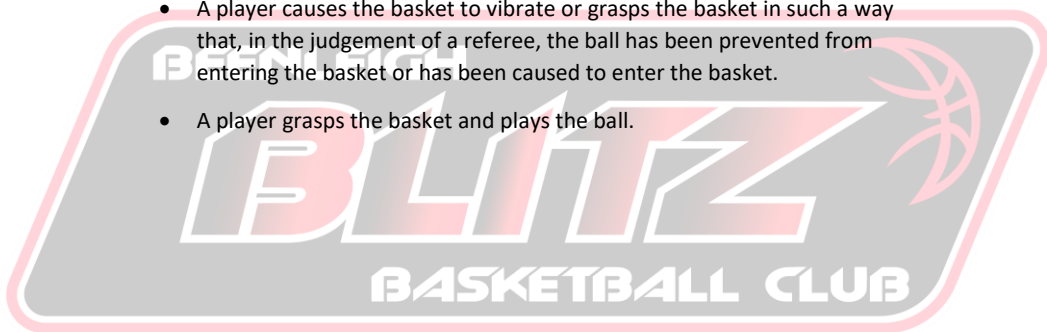 • A player causes the basket to vibrate or grasps the basket in such a way
that, in the judgement of a referee, the ball has been prevented from
entering the basket or has been caused to enter the basket.
• A player grasps the basket and plays the ball.
BEENLEIGH
BLITZ
BASKETBALL CLUB